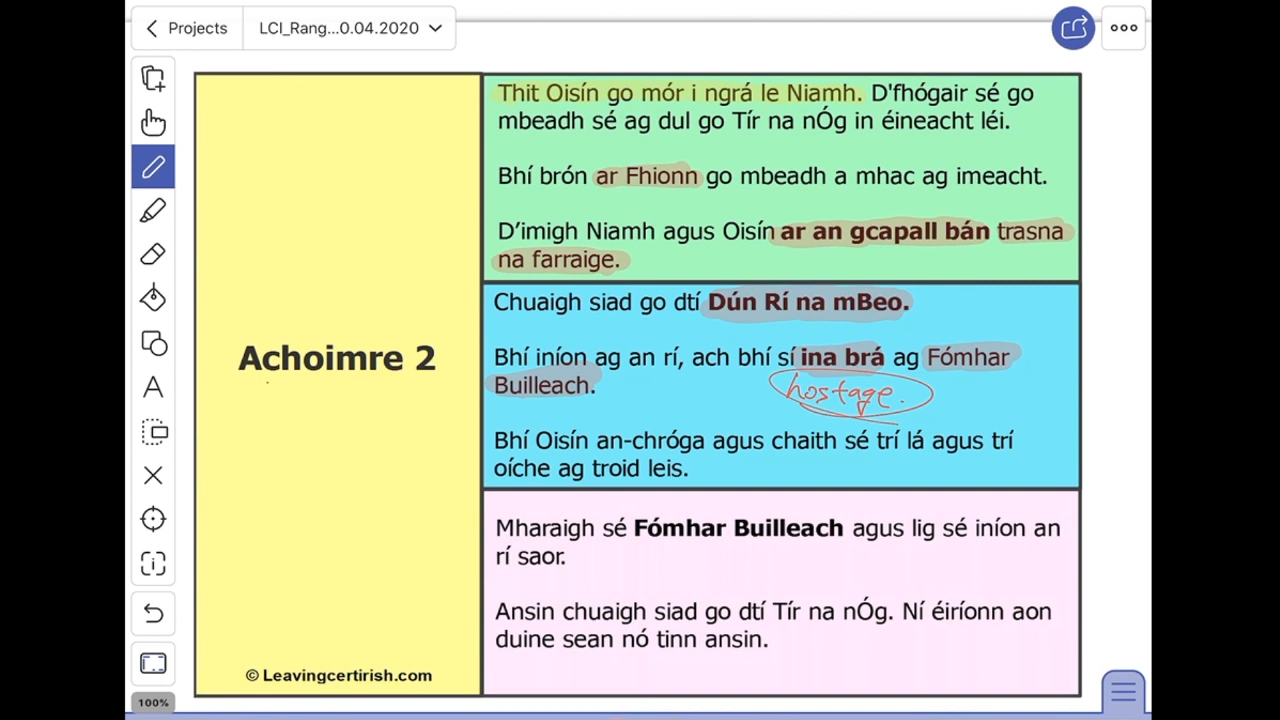 Projects
LCI_Rang...0.04.2020
Thit Oisín go mór i ngrá le Niamh. D'fhógair sé go
mbeadh sé ag dul go Tír na nÓg in éineacht léi.
Bhí brón ar Fhionn go mbeadh a mhac ag imeacht.
D’imigh Niamh agus Oisín ar an gcapall bán trasna
na farraige.
Achoimre 2
Chuaigh siad go dtí Dún Rí na mBeo.
Bhí iníon ag an rí, ach bhí sí ina brá ag Fómhar
Builleach.
hostage.
Bhí Oisín an-chróga agus chaith sé trí lá agus trí
oíche ag troid leis.
Mharaigh sé Fómhar Builleach agus lig sé iníon an
rí saor.
Ansin chuaigh siad go dtí Tír na nÓg. Ní éiríonn aon
duine sean nó tinn ansin.
© Leavingcertirish.com
100%